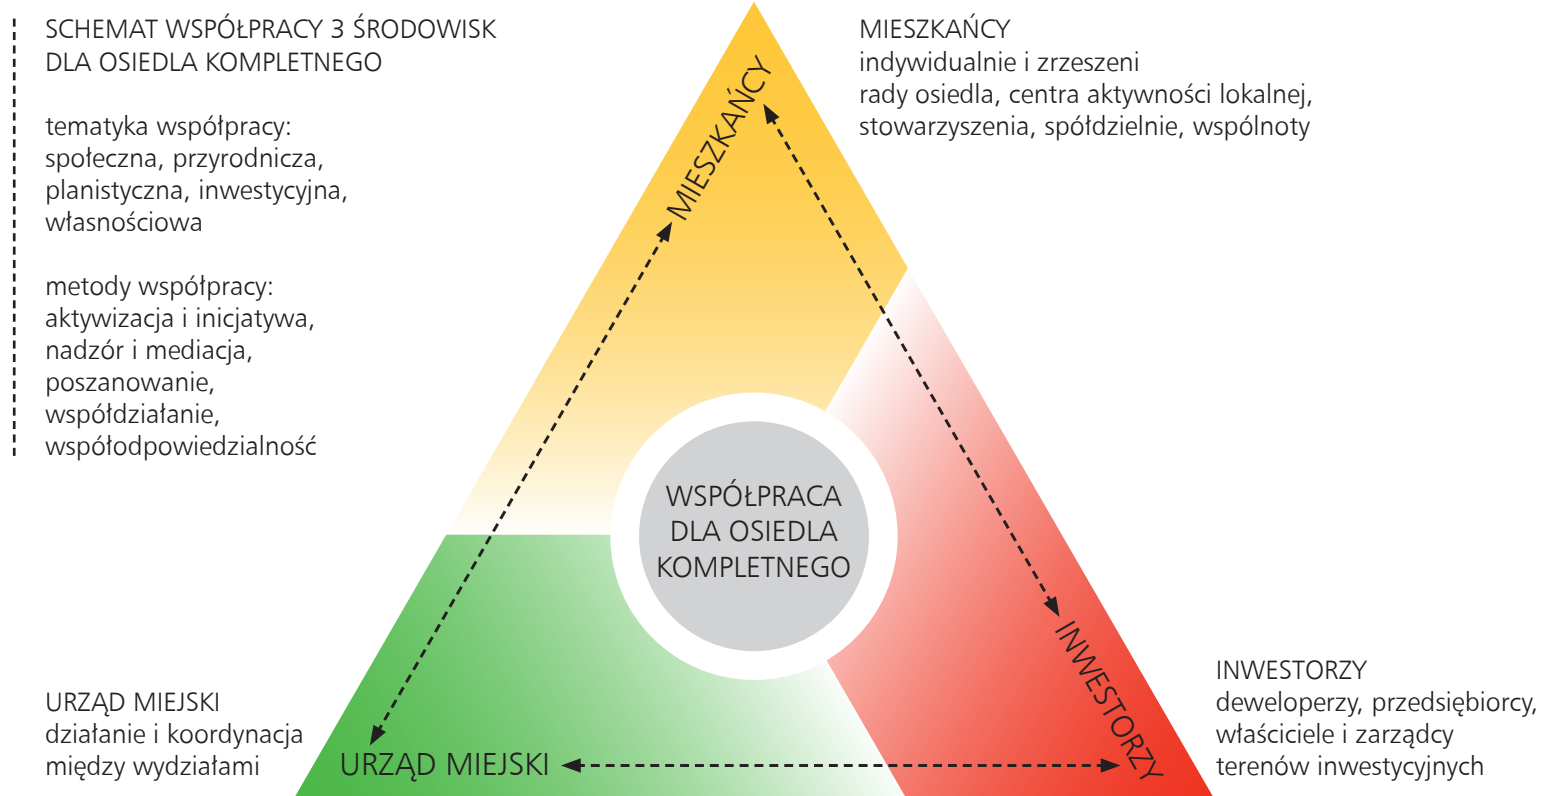 SCHEMAT WSPÓŁPRACY 3 ŚRODOWISK
DLA OSIEDLA KOMPLETNEGO
tematyka współpracy:
społeczna, przyrodnicza,
planistyczna, inwestycyjna,
własnościowa
metody współpracy:
aktywizacja i inicjatywa,
nadzór i mediacja,
poszanowanie,
współdziałanie,
współodpowiedzialność
MIESZKAŃCY
indywidualnie i zrzeszeni
rady osiedla, centra aktywności lokalnej,
stowarzyszenia, spółdzielnie, wspólnoty
MIESZKAŃCY
WSPÓŁPRACA
DLA OSIEDLA
KOMPLETNEGO
URZĄD MIEJSKI
działanie i koordynacja
między wydziałami
URZĄD MIEJSKI
INWESTORZY
INWESTORZY
deweloperzy, przedsiębiorcy,
właściciele i zarządcy
terenów inwestycyjnych